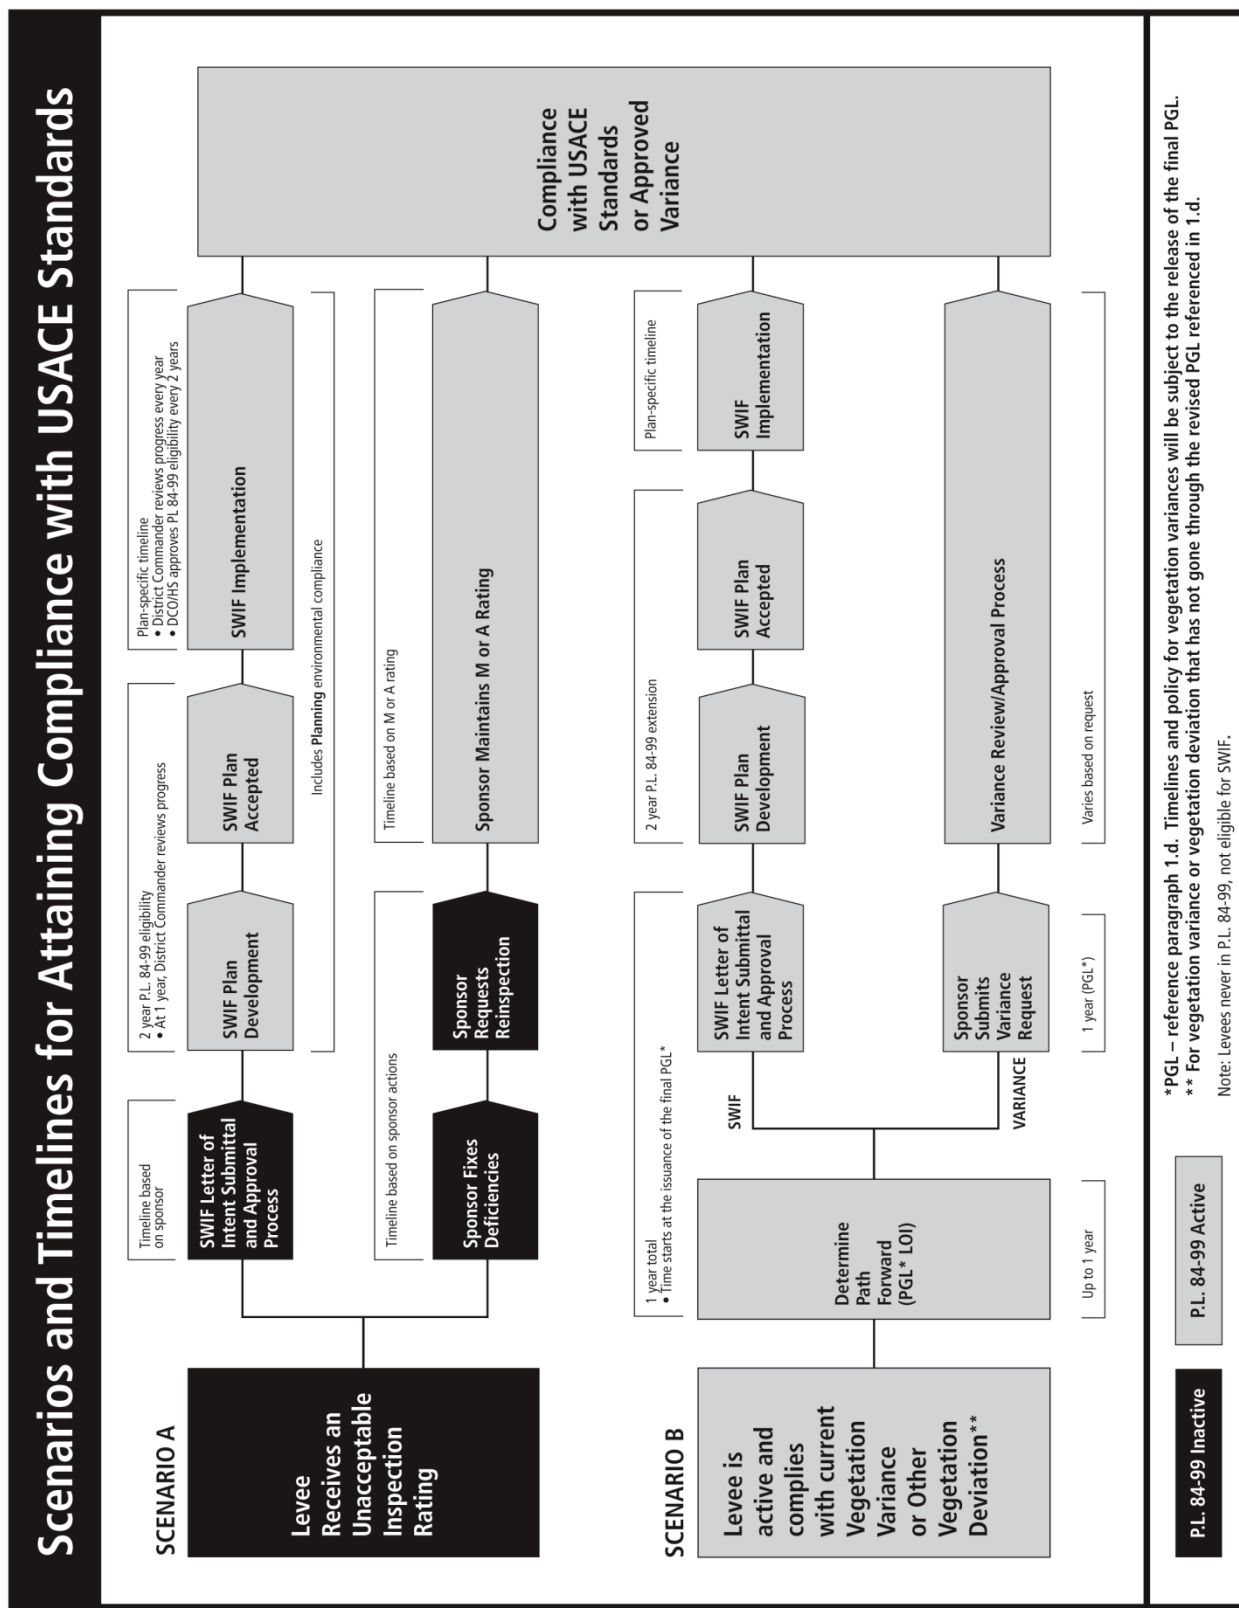 Scenarios and Timelines for Attaining Compliance with USACE Standards
SCENARIO A
Levee
Receives an
Unacceptable
Inspection
Rating
Timeline based
on sponsor
SWIF Letter of
Intent Submittal
and Approval
Process
2 year P.L. 84-99 eligibility
• At 1 year, District Commander reviews progress
SWIF Plan
Development
SWIF Plan
Accepted
Plan-specific timeline
• District Commander reviews progress every year
• DCO/HS approves PL 84-99 eligibility every 2 years
SWIF Implementation
Includes Planning environmental compliance
Timeline based on sponsor actions
Sponsor Fixes
Deficiencies
Sponsor
Requests
Reinspection
Timeline based on M or A rating
Sponsor Maintains M or A Rating
Compliance
with USACE
Standards
or Approved
Variance
SCENARIO B
Levee is
active and
complies
with current
Vegetation
Variance
or Other
Vegetation
Deviation**
1 year total
• Time starts at the issuance of the final PGL*
Determine
Path
Forward
(PGL* LOI)
Up to 1 year
SWIF
SWIF Letter of
Intent Submittal
and Approval
Process
2 year P.L. 84-99 extension
SWIF Plan
Development
SWIF Plan
Accepted
Plan-specific timeline
SWIF
Implementation
VARIANCE
Sponsor
Submits
Variance
Request
1 year (PGL*)
Variance Review/Approval Process
Varies based on request
P.L. 84-99 Inactive
P.L. 84-99 Active
*PGL – reference paragraph 1.d. Timelines and policy for vegetation variances will be subject to the release of the final PGL.
** For vegetation variance or vegetation deviation that has not gone through the revised PGL referenced in 1.d.
Note: Levees never in P.L. 84-99, not eligible for SWIF.